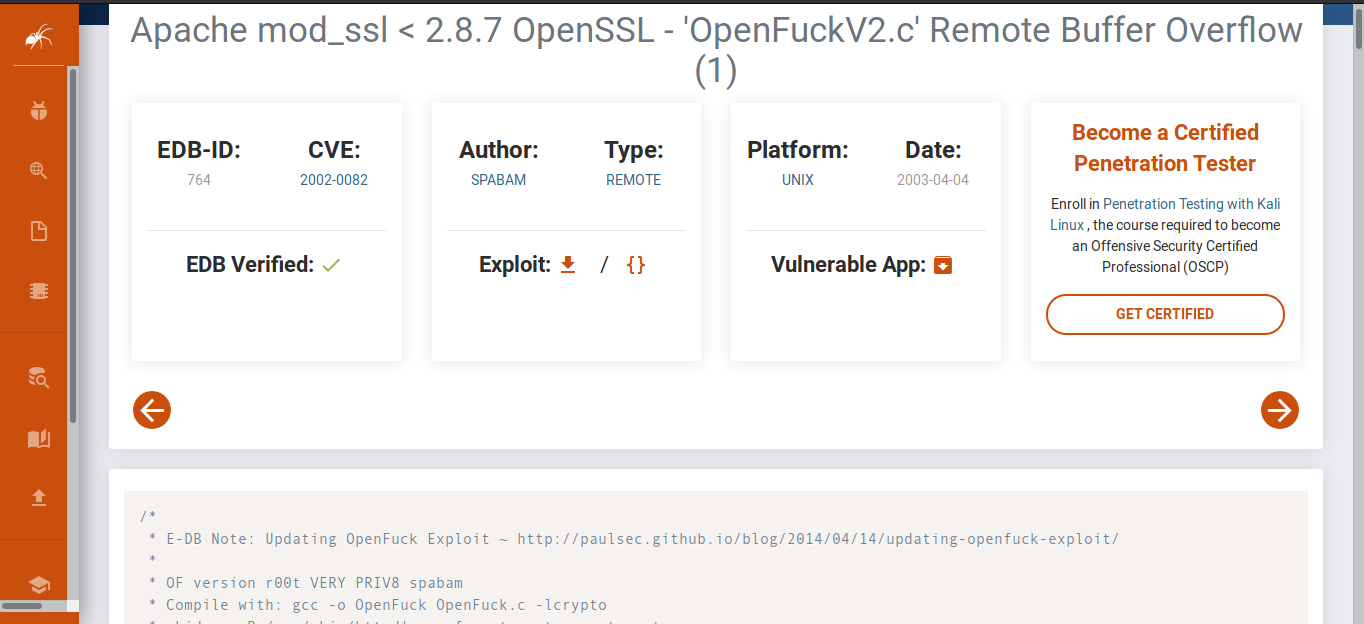 Apache mod_ssl < 2.8.7 OpenSSL - 'OpenFuckV2.c' Remote Buffer Overflow
(1)
EDB-ID:
764
CVE:
2002-0082
EDB Verified:
Author:
SPABAM
Type:
REMOTE
Exploit: / {}
Platform:
UNIX
Date:
2003-04-04
Vulnerable App:
Become a Certified
Penetration Tester
Enroll in Penetration Testing with Kali
Linux , the course required to become
an Offensive Security Certified
Professional (OSCP)
GET CERTIFIED
/*
* E-DB Note: Updating OpenFuck Exploit ~ http://paulsec.github.io/blog/2014/04/14/updating-openfuck-exploit/
*
* OF version r00t VERY PRIV8 spabam
* Compile with: gcc -o OpenFuck OpenFuck.c -lcrypto